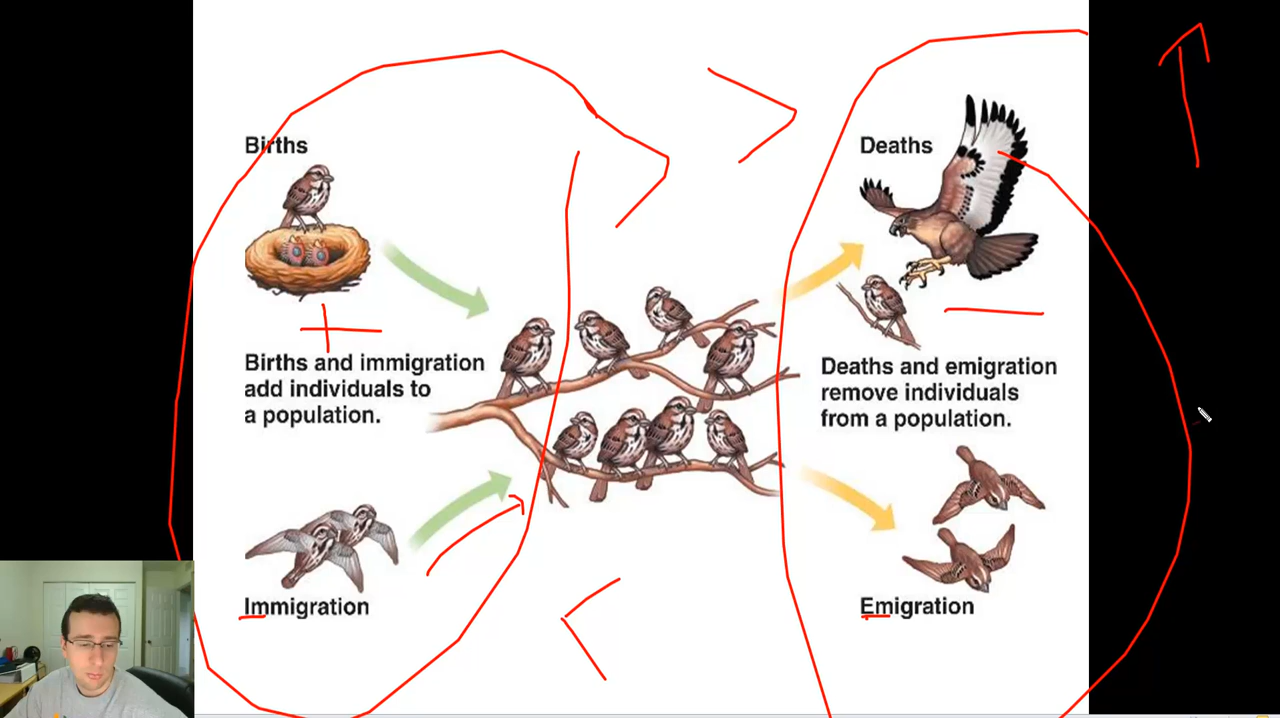 Births
Deaths
+
-
Births and immigration
add individuals to
a population.
Deaths and emigration
remove individuals
from a population.
Immigration
Emigration
>
<